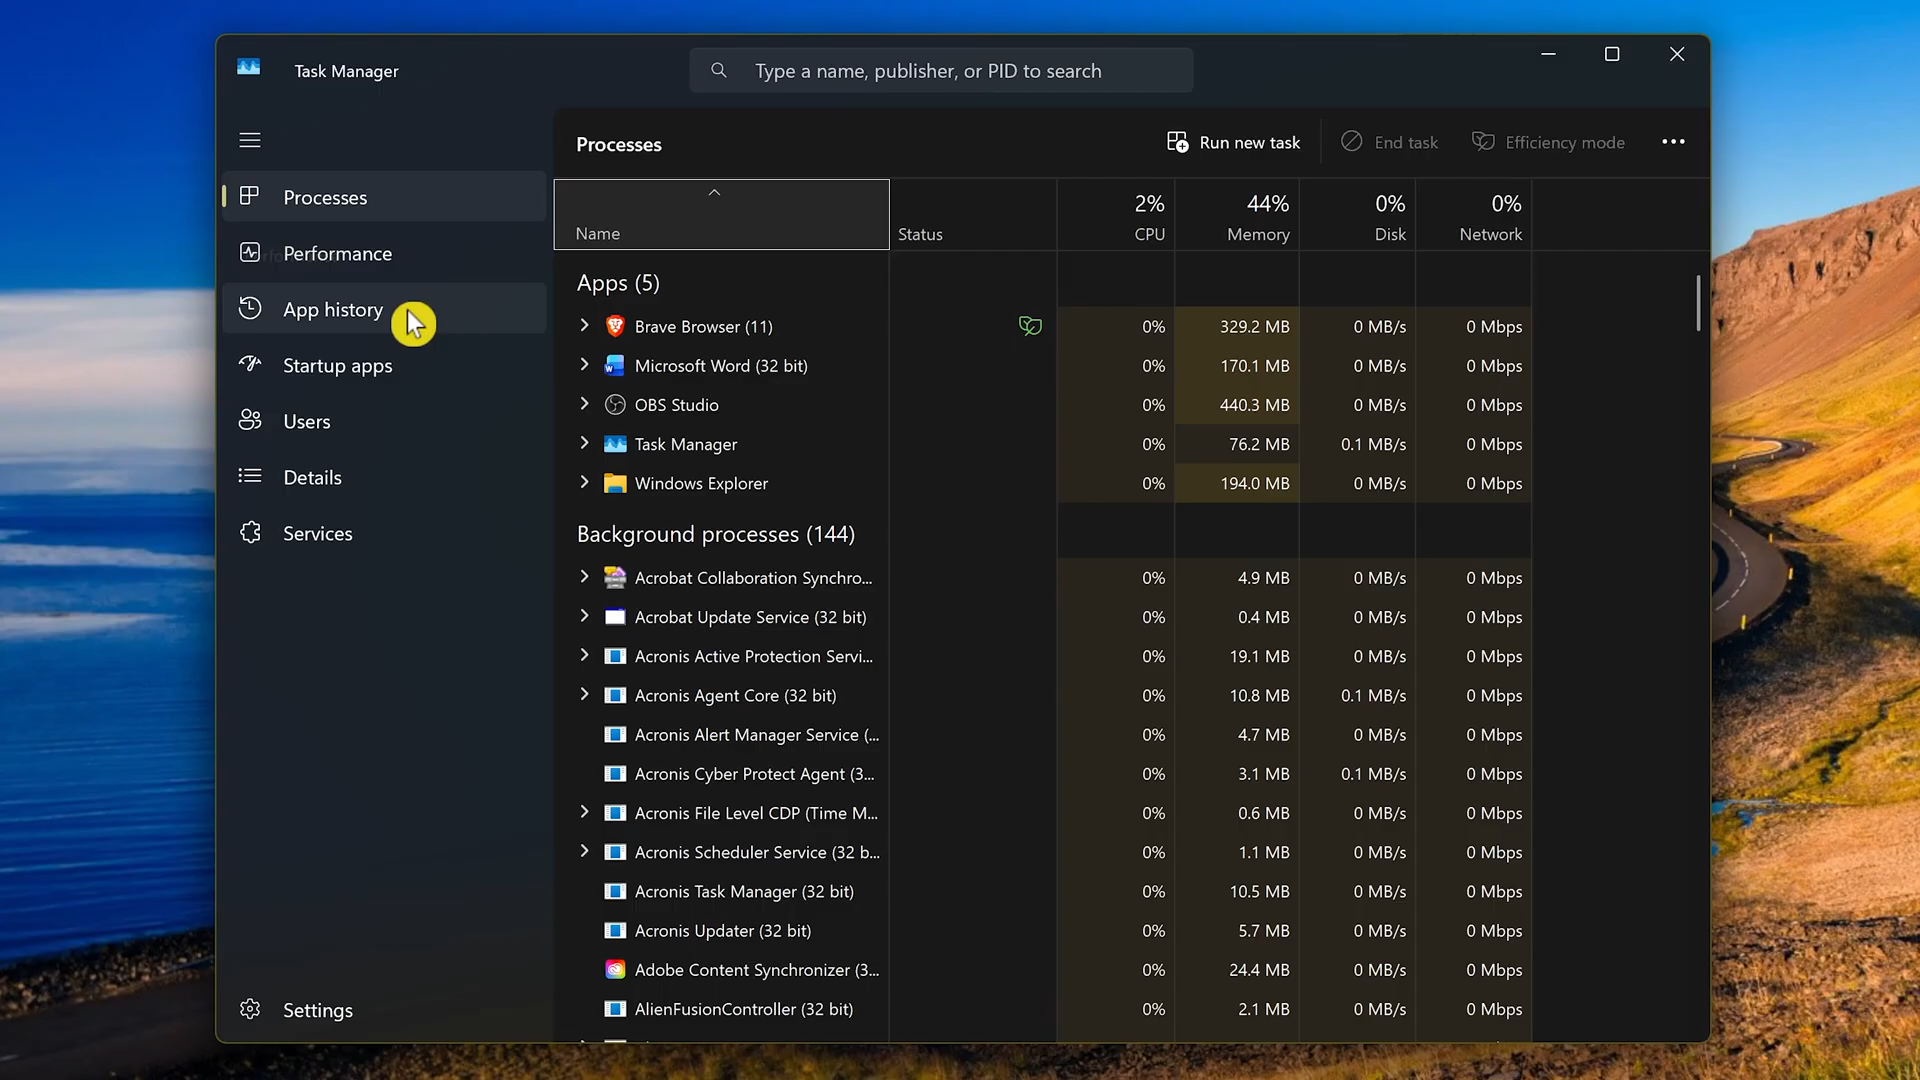 Task Manager
Type a name, publisher, or PID to search
Processes
Run new task
End task
Efficiency mode
Processes
Performance
App history
Startup apps
Users
Details
Services
Settings
Name Status 2% CPU 44% Memory 0% Disk 0% Network
Apps (5)
Brave Browser (11) 0% 329.2 MB 0 MB/s 0 Mbps
Microsoft Word (32 bit) 0% 170.1 MB 0 MB/s 0 Mbps
OBS Studio 0% 440.3 MB 0 MB/s 0 Mbps
Task Manager 0% 76.2 MB 0.1 MB/s 0 Mbps
Windows Explorer 0% 194.0 MB 0 MB/s 0 Mbps
Background processes (144)
Acrobat Collaboration Synchro... 0% 4.9 MB 0 MB/s 0 Mbps
Acrobat Update Service (32 bit) 0% 0.4 MB 0 MB/s 0 Mbps
Acronis Active Protection Servi... 0% 19.1 MB 0 MB/s 0 Mbps
Acronis Agent Core (32 bit) 0% 10.8 MB 0.1 MB/s 0 Mbps
Acronis Alert Manager Service (... 0% 4.7 MB 0 MB/s 0 Mbps
Acronis Cyber Protect Agent (3... 0% 3.1 MB 0.1 MB/s 0 Mbps
Acronis File Level CDP (Time M... 0% 0.6 MB 0 MB/s 0 Mbps
Acronis Scheduler Service (32 b... 0% 1.1 MB 0 MB/s 0 Mbps
Acronis Task Manager (32 bit) 0% 10.5 MB 0 MB/s 0 Mbps
Acronis Updater (32 bit) 0% 5.7 MB 0 MB/s 0 Mbps
Adobe Content Synchronizer (3... 0% 24.4 MB 0 MB/s 0 Mbps
AlienFusionController (32 bit) 0% 2.1 MB 0 MB/s 0 Mbps